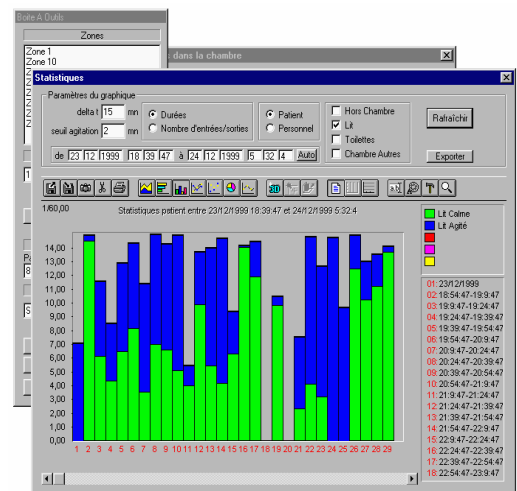 Boite A Outils
Zones
Zone 1
Zone 10
dans la chambre
Statistiques
Paramètres du graphique
delta t 15 mn
seuil agitation 2 mn
Durées
Nombre d'entrées/sorties
Patient
Personnel
Hors Chambre
Lit
Toilettes
Chambre Autres
Rafraîchir
Exporter
de 23 12 1999 18 39 47 à 24 12 1999 5 32 4 Auto
3D
1/60,00
Statistiques patient entre 23/12/1999 18:39:47 et 24/12/1999 5:32:4
Lit Calme
Lit Agité
14,00
13,00
12,00
11,00
10,00
9,00
8,00
7,00
6,00
5,00
4,00
3,00
2,00
1,00
0,00
1 2 3 4 5 6 7 8 9 10 11 12 13 14 15 16 17 18 19 20 21 22 23 24 25 26 27 28 29
01: 23/12/1999
02: 18:54:47-19:9:47
03: 19:9:47-19:24:47
04: 19:24:47-19:39:47
05: 19:39:47-19:54:47
06: 19:54:47-20:9:47
07: 20:9:47-20:24:47
08: 20:24:47-20:39:47
09: 20:39:47-20:54:47
10: 20:54:47-21:9:47
11: 21:9:47-21:24:47
12: 21:24:47-21:39:47
13: 21:39:47-21:54:47
14: 21:54:47-22:9:47
15: 22:9:47-22:24:47
16: 22:24:47-22:39:47
17: 22:39:47-22:54:47
18: 22:54:47-23:9:47